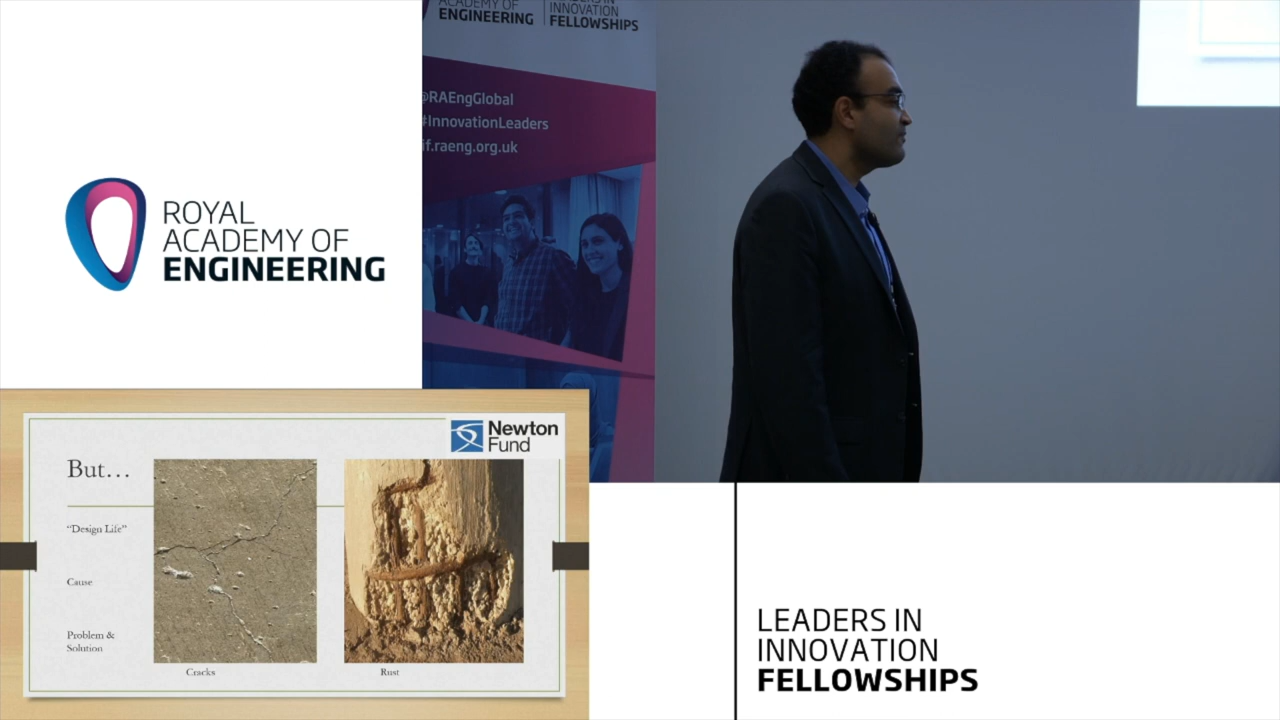 ROYAL
ACADEMY OF
ENGINEERING
ACADEMY OF
ENGINEERING
INNOVATION
FELLOWSHIPS
@RAEngGlobal
#InnovationLeaders
lif.raeng.org.uk
Newton
Fund
But...
"Design Life"
Cause
Problem &
Solution
Cracks
Rust
LEADERS IN
INNOVATION
FELLOWSHIPS